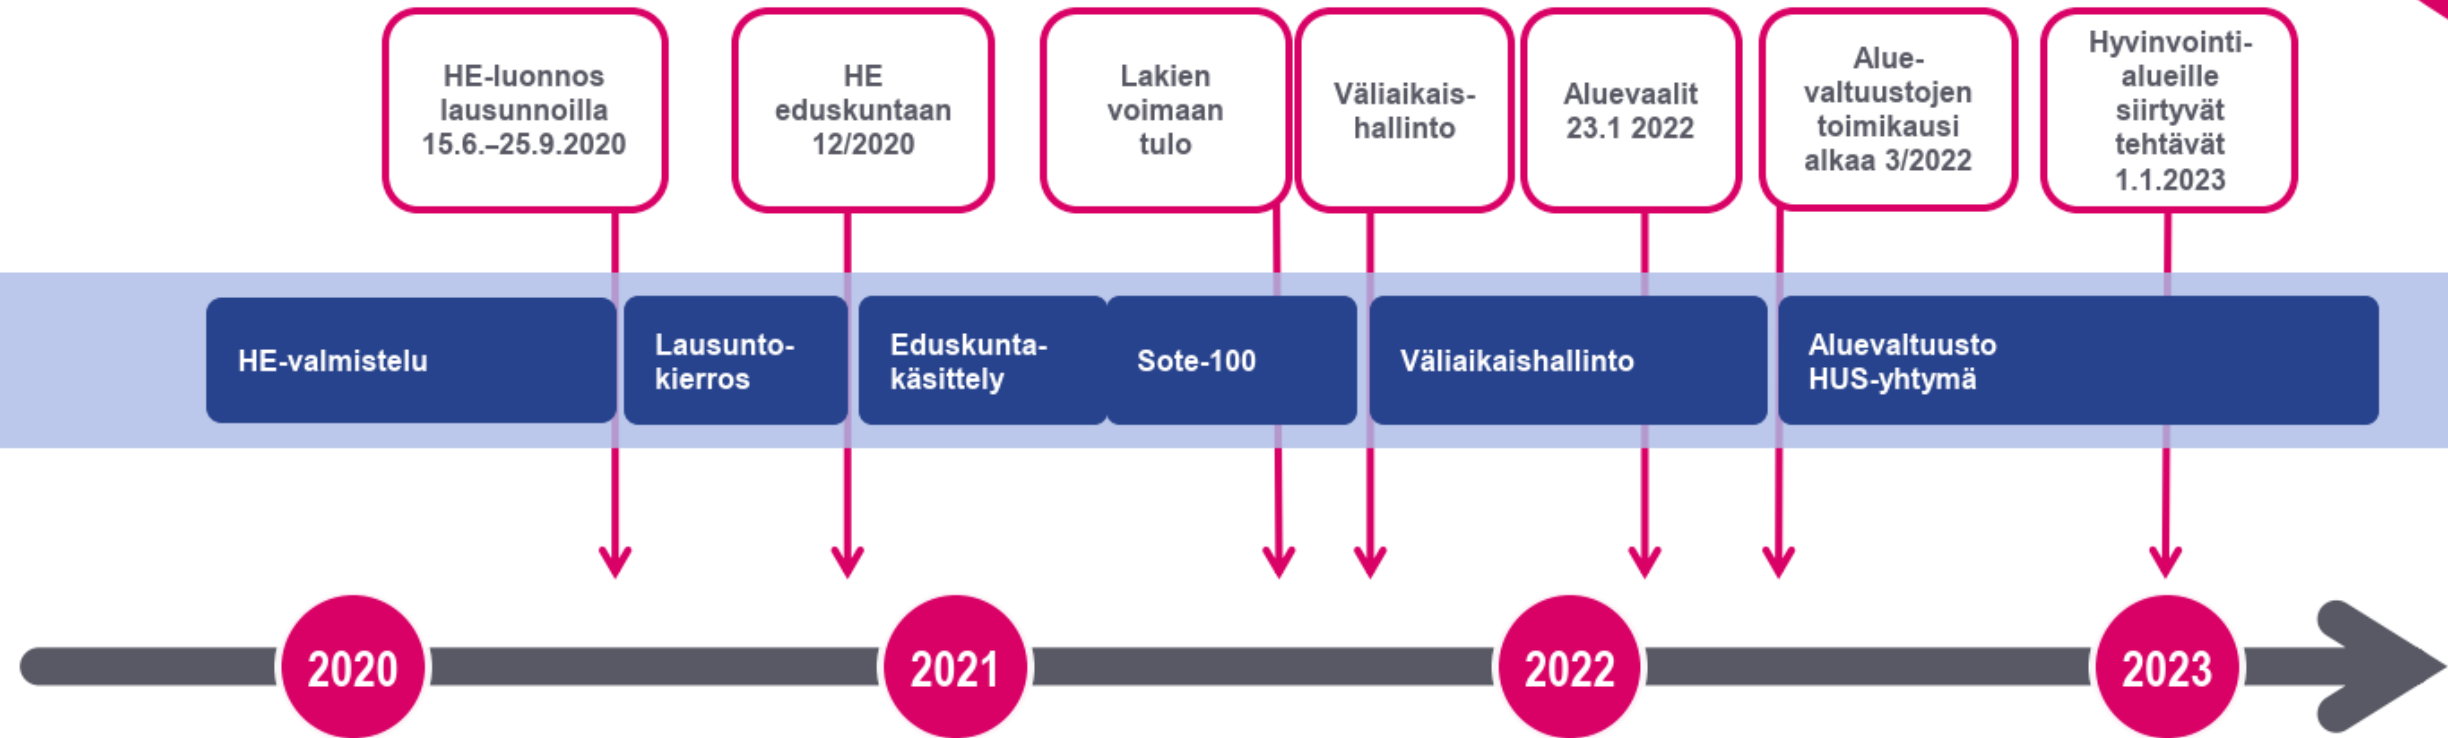 HE-luonnos
lausunnoilla
15.6.–25.9.2020
HE
eduskuntaan
12/2020
Lakien
voimaan
tulo
Väliaikais-
hallinto
Aluevaalit
23.1 2022
Alue-
valtuustojen
toimikausi
alkaa 3/2022
Hyvinvointi-
alueille
siirtyvät
tehtävät
1.1.2023
HE-valmistelu
Lausunto-
kierros
Eduskunta-
käsittely
Sote-100
Väliaikaishallinto
Aluevaltuusto
HUS-yhtymä
2020
2021
2022
2023